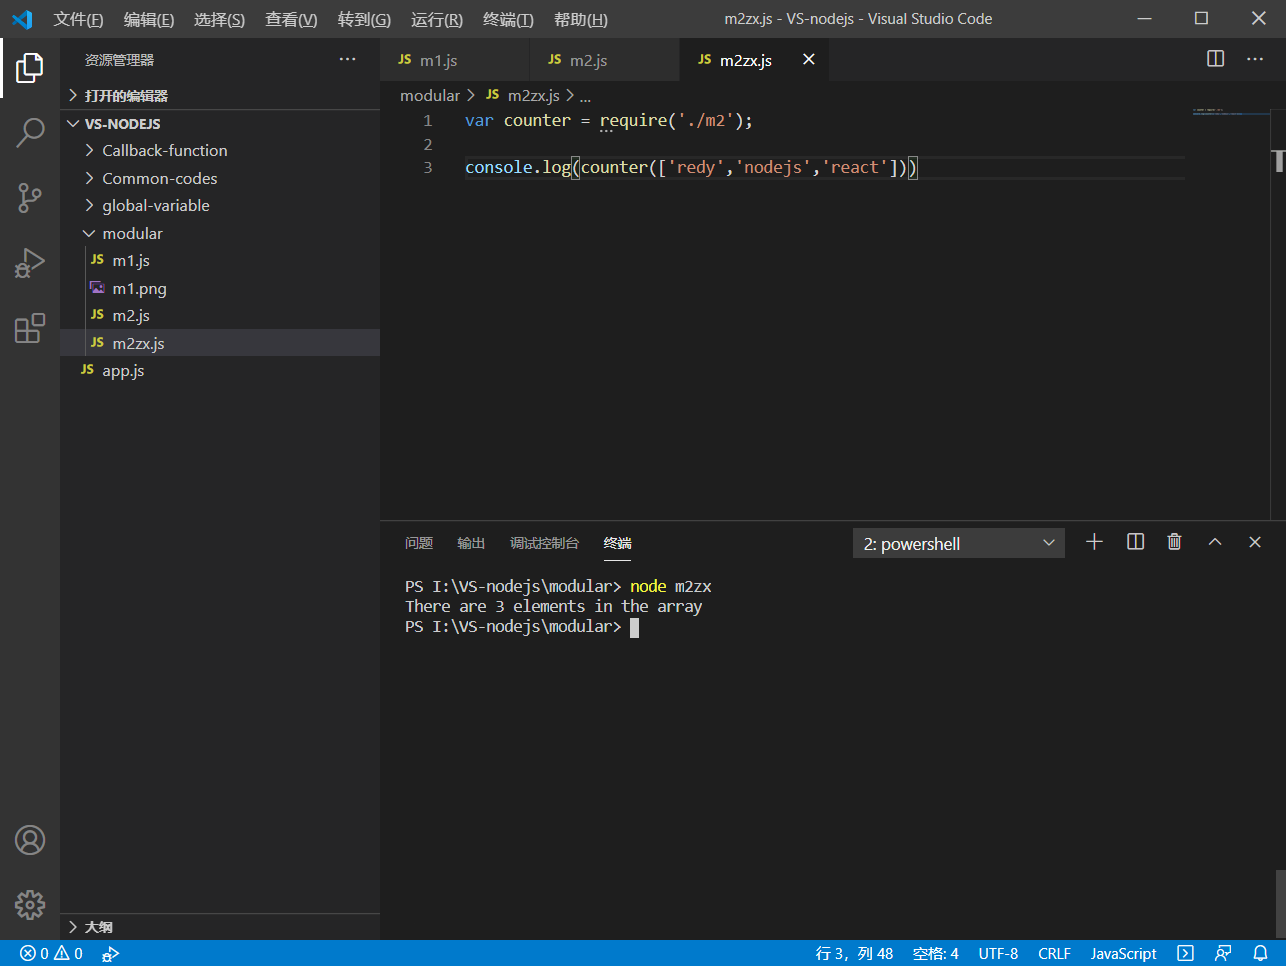 文件(F) 编辑(E) 选择(S) 查看(V) 转到(G) 运行(R) 终端(T) 帮助(H) m2zx.js - VS-nodejs - Visual Studio Code
资源管理器 ···
打开的编辑器
VS-NODEJS
Callback-function
Common-codes
global-variable
modular
JS m1.js
m1.png
JS m2.js
JS m2zx.js
JS app.js
大纲
JS m1.js JS m2.js JS m2zx.js
modular > JS m2zx.js > ...
1 var counter = require('./m2');
2
3 console.log(counter(['redy','nodejs','react']))
问题 输出 调试控制台 终端 2: powershell
PS I:\VS-nodejs\modular> node m2zx
There are 3 elements in the array
PS I:\VS-nodejs\modular>
0 0 行 3，列 48 空格: 4 UTF-8 CRLF JavaScript